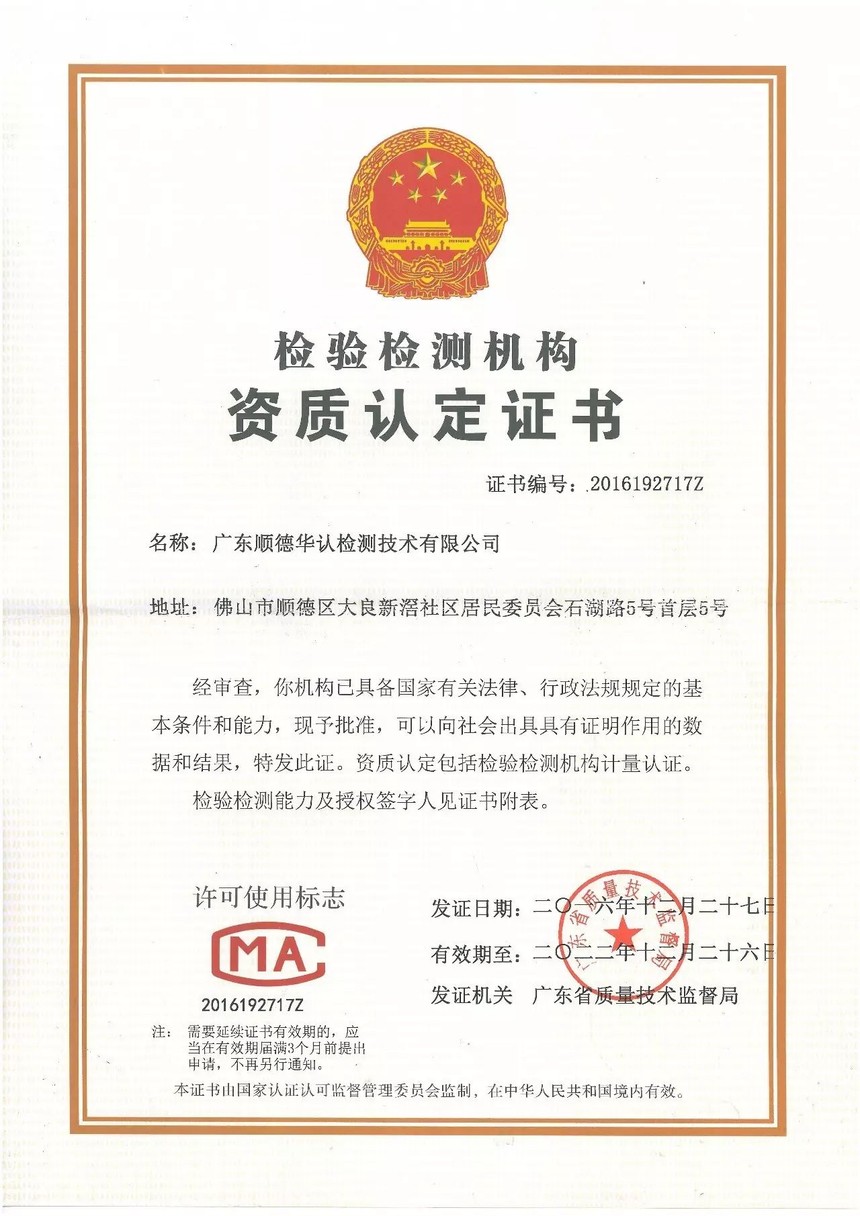 检验检测机构
资质认定证书
证书编号：.2016192717Z
名称：广东顺德华认检测技术有限公司
地址：佛山市顺德区大良新滘社区居民委员会石湖路5号首层5号
经审查，你机构已具备国家有关法律、行政法规规定的基
本条件和能力，现予批准，可以向社会出具具有证明作用的数
据和结果，特发此证。资质认定包括检验检测机构计量认证。
检验检测能力及授权签字人见证书附表。
许可使用标志
MA
2016192717Z
发证日期：二〇一六年十二月二十七日
有效期至：二〇二二年十二月二十六日
发证机关 广东省质量技术监督局
广东省质量技术监督局
注：需要延续证书有效期的，应
当在有效期届满3个月前提出
申请，不再另行通知。
本证书由国家认证认可监督管理委员会监制，在中华人民共和国境内有效。